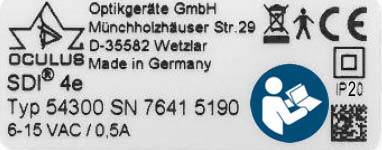 Optikgeräte GmbH
Münchholzhäuser Str.29
D-35582 Wetzlar
OCULUS Made in Germany
SDI® 4e
Typ 54300 SN 7641 5190
6-15 VAC / 0,5A
CE
IP20